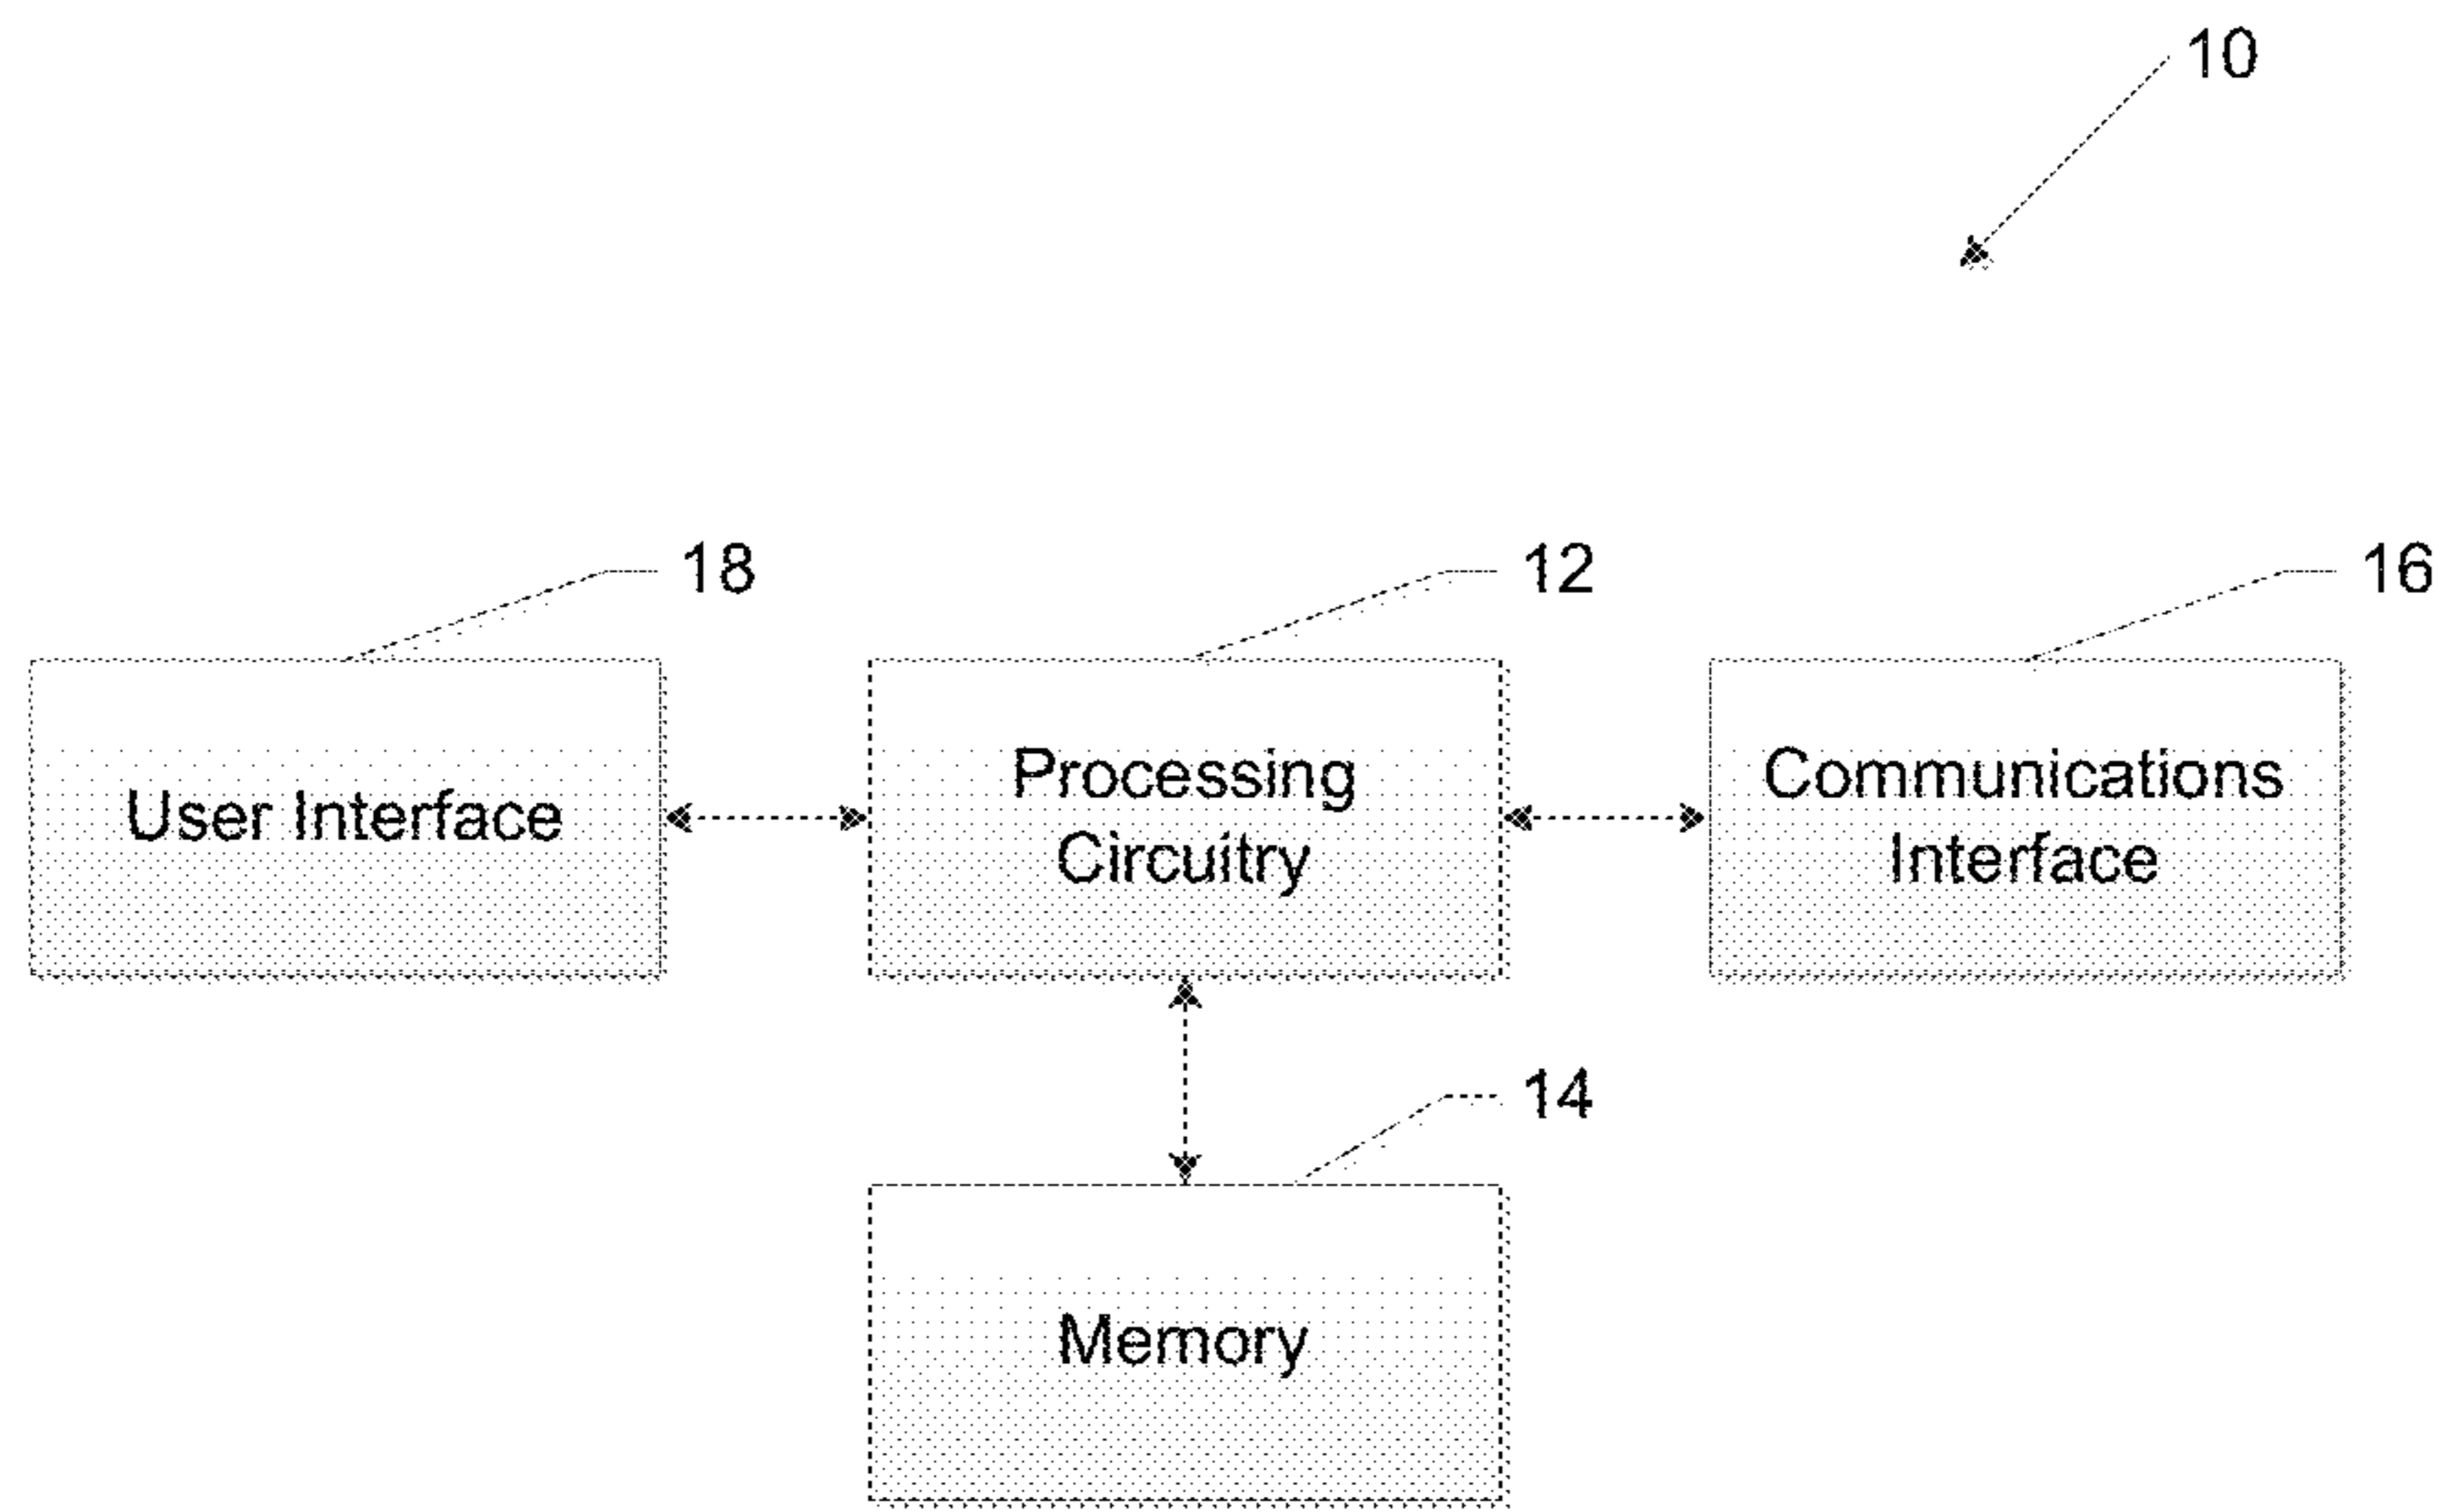 10
18
12
16
User Interface
Processing
Circuitry
Communications
Interface
14
Memory